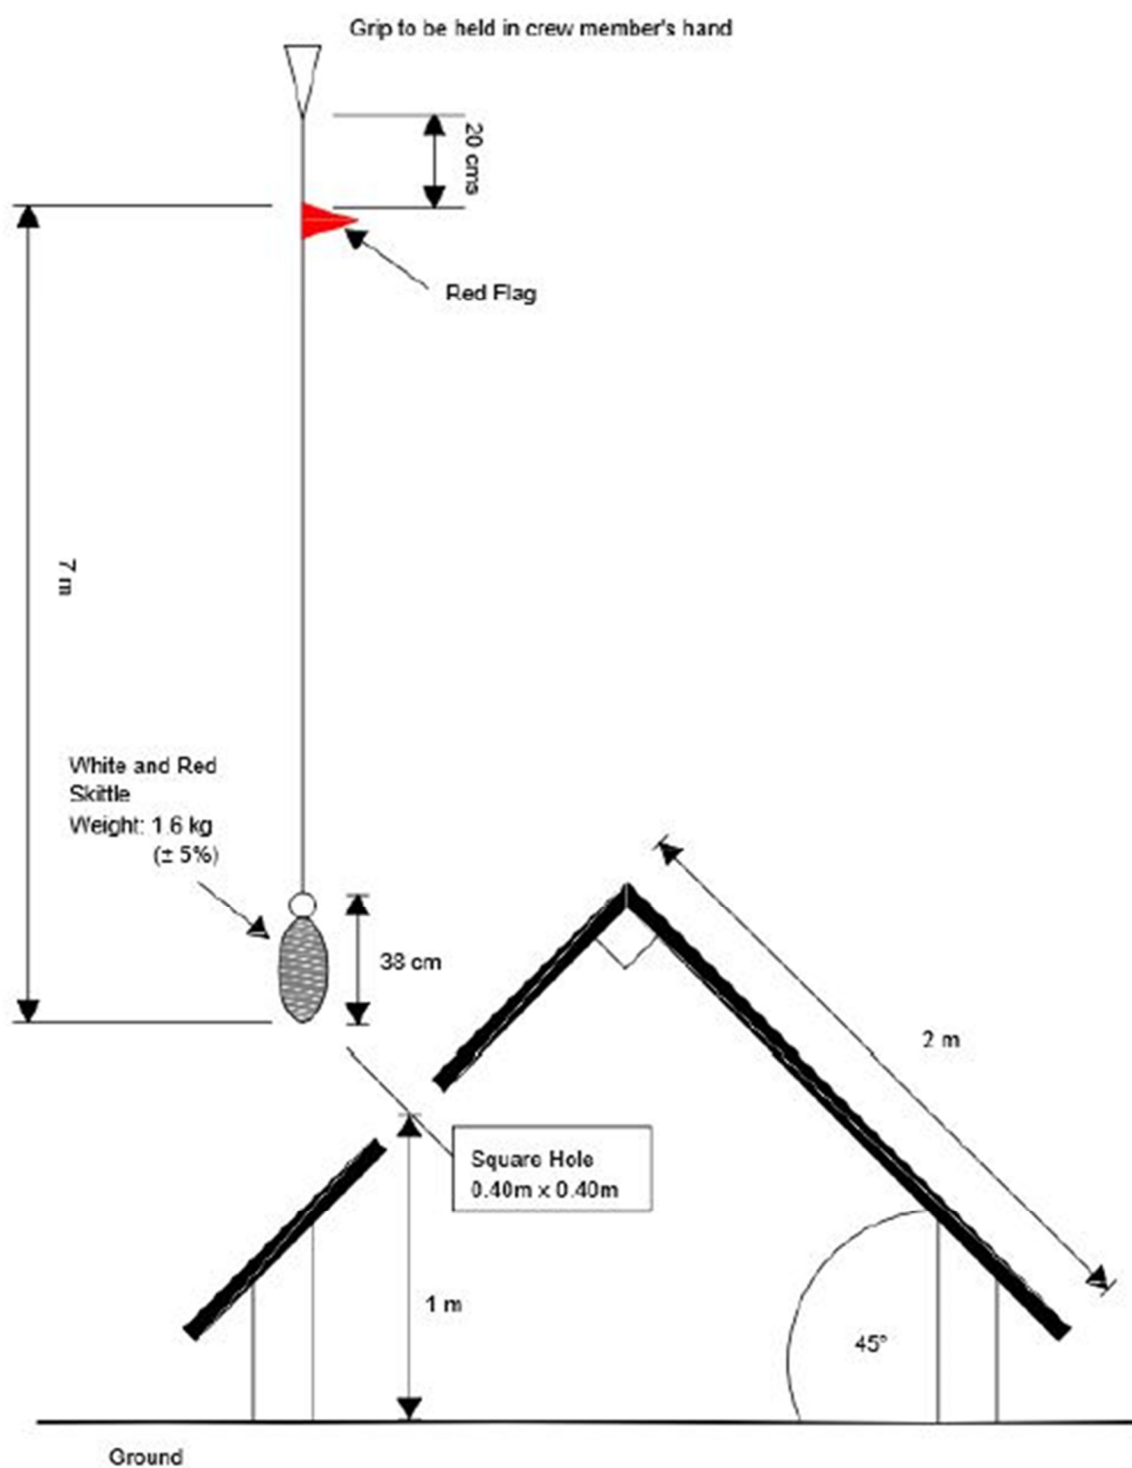 Grip to be held in crew member's hand
20 cms
Red Flag
7 m
White and Red
Skittle
Weight: 1.6 kg
(± 5%)
38 cm
2 m
Square Hole
0.40m x 0.40m
1 m
45°
Ground